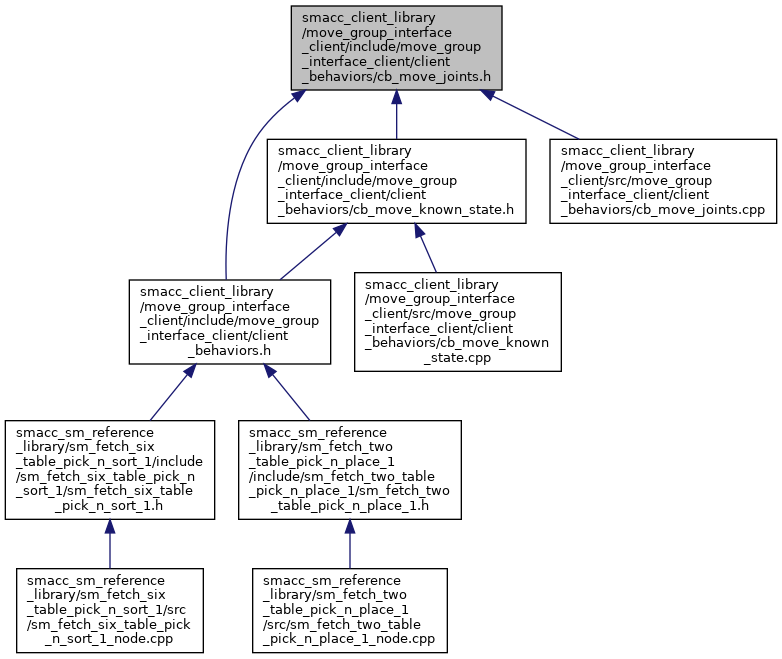 smacc_client_library
/move_group_interface
_client/include/move_group
_interface_client/client
_behaviors/cb_move_joints.h
smacc_client_library
/move_group_interface
_client/include/move_group
_interface_client/client
_behaviors/cb_move_known_state.h
smacc_client_library
/move_group_interface
_client/src/move_group
_interface_client/client
_behaviors/cb_move_joints.cpp
smacc_client_library
/move_group_interface
_client/include/move_group
_interface_client/client
_behaviors.h
smacc_client_library
/move_group_interface
_client/src/move_group
_interface_client/client
_behaviors/cb_move_known
_state.cpp
smacc_sm_reference
_library/sm_fetch_six
_table_pick_n_sort_1/include
/sm_fetch_six_table_pick_n
_sort_1/sm_fetch_six_table
_pick_n_sort_1.h
smacc_sm_reference
_library/sm_fetch_two
_table_pick_n_place_1
/include/sm_fetch_two_table
_pick_n_place_1/sm_fetch_two
_table_pick_n_place_1.h
smacc_sm_reference
_library/sm_fetch_six
_table_pick_n_sort_1/src
/sm_fetch_six_table_pick
_n_sort_1_node.cpp
smacc_sm_reference
_library/sm_fetch_two
_table_pick_n_place_1
/src/sm_fetch_two_table
_pick_n_place_1_node.cpp